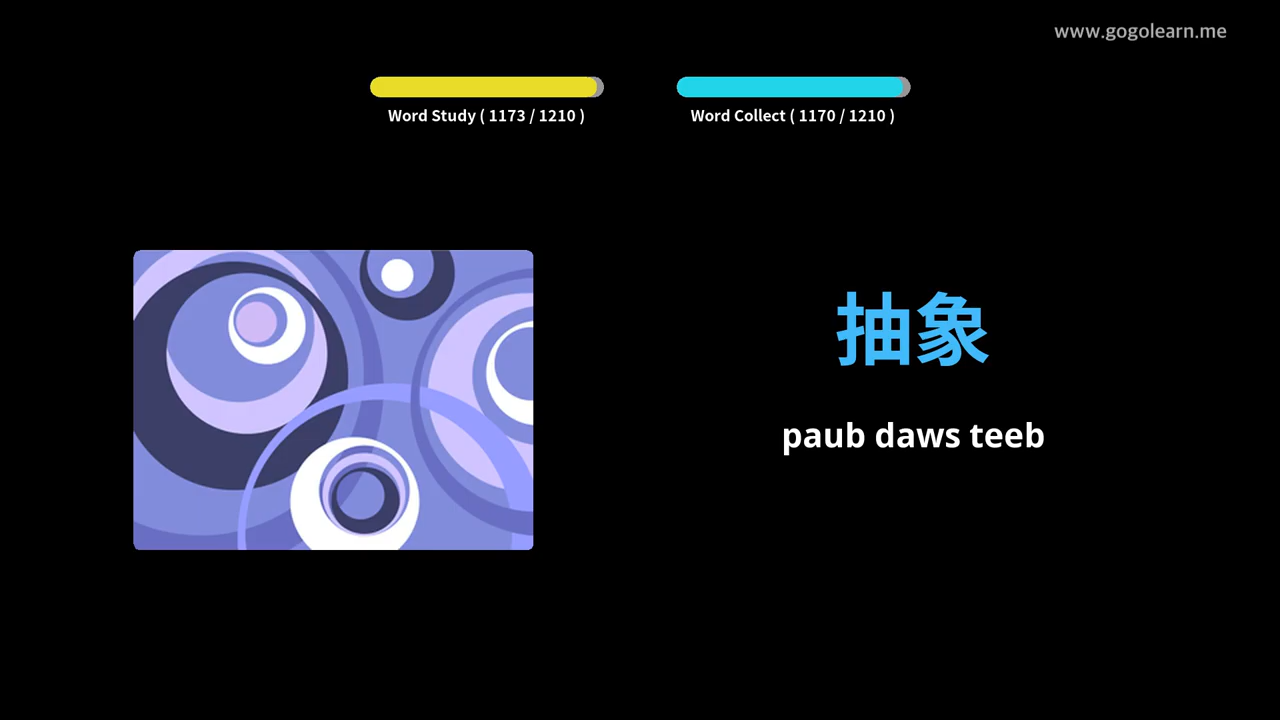 www.gogolearn.me
Word Study ( 1173 / 1210 )
Word Collect ( 1170 / 1210 )
抽象
paub daws teeb